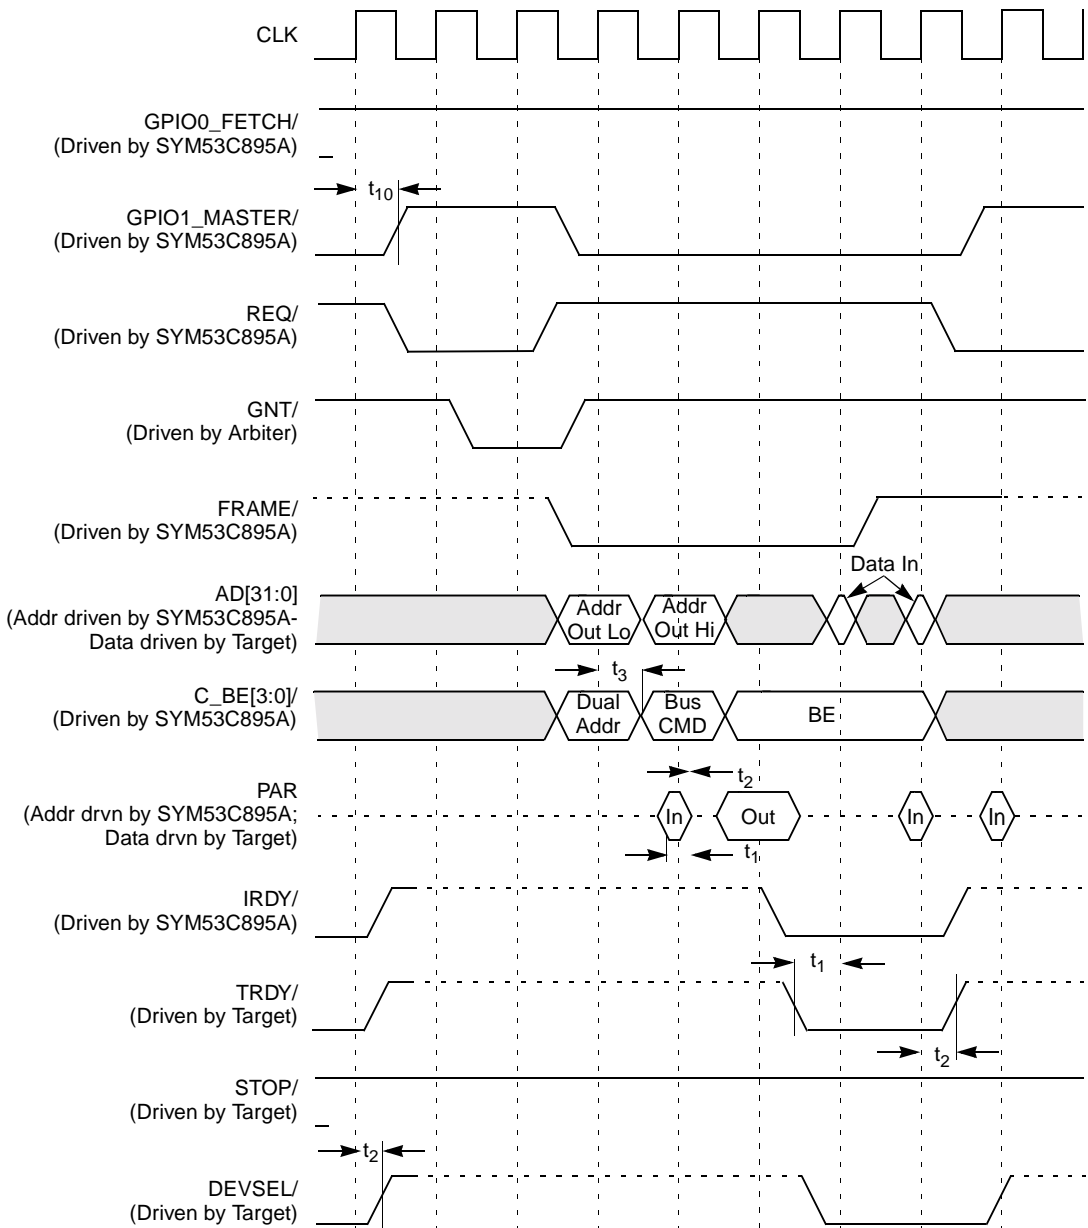 CLK
GPIO0_FETCH/
(Driven by SYM53C895A)
t10
GPIO1_MASTER/
(Driven by SYM53C895A)
REQ/
(Driven by SYM53C895A)
GNT/
(Driven by Arbiter)
FRAME/
(Driven by SYM53C895A)
Data In
AD[31:0]
(Addr driven by SYM53C895A-
Data driven by Target)
Addr
Out Lo
Addr
Out Hi
t3
C_BE[3:0]/
(Driven by SYM53C895A)
Dual
Addr
Bus
CMD
BE
t2
PAR
(Addr drvn by SYM53C895A;
Data drvn by Target)
In
Out
In
In
t1
IRDY/
(Driven by SYM53C895A)
t1
TRDY/
(Driven by Target)
t2
STOP/
(Driven by Target)
t2
DEVSEL/
(Driven by Target)